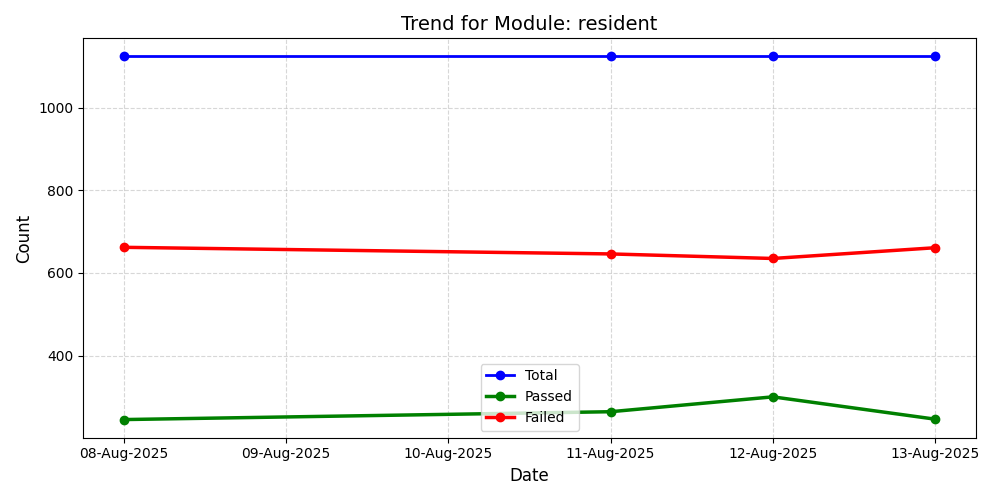 Trend for Module: resident
Count
1000
800
600
400
Total
Passed
Failed
08-Aug-2025
09-Aug-2025
10-Aug-2025
11-Aug-2025
12-Aug-2025
13-Aug-2025
Date